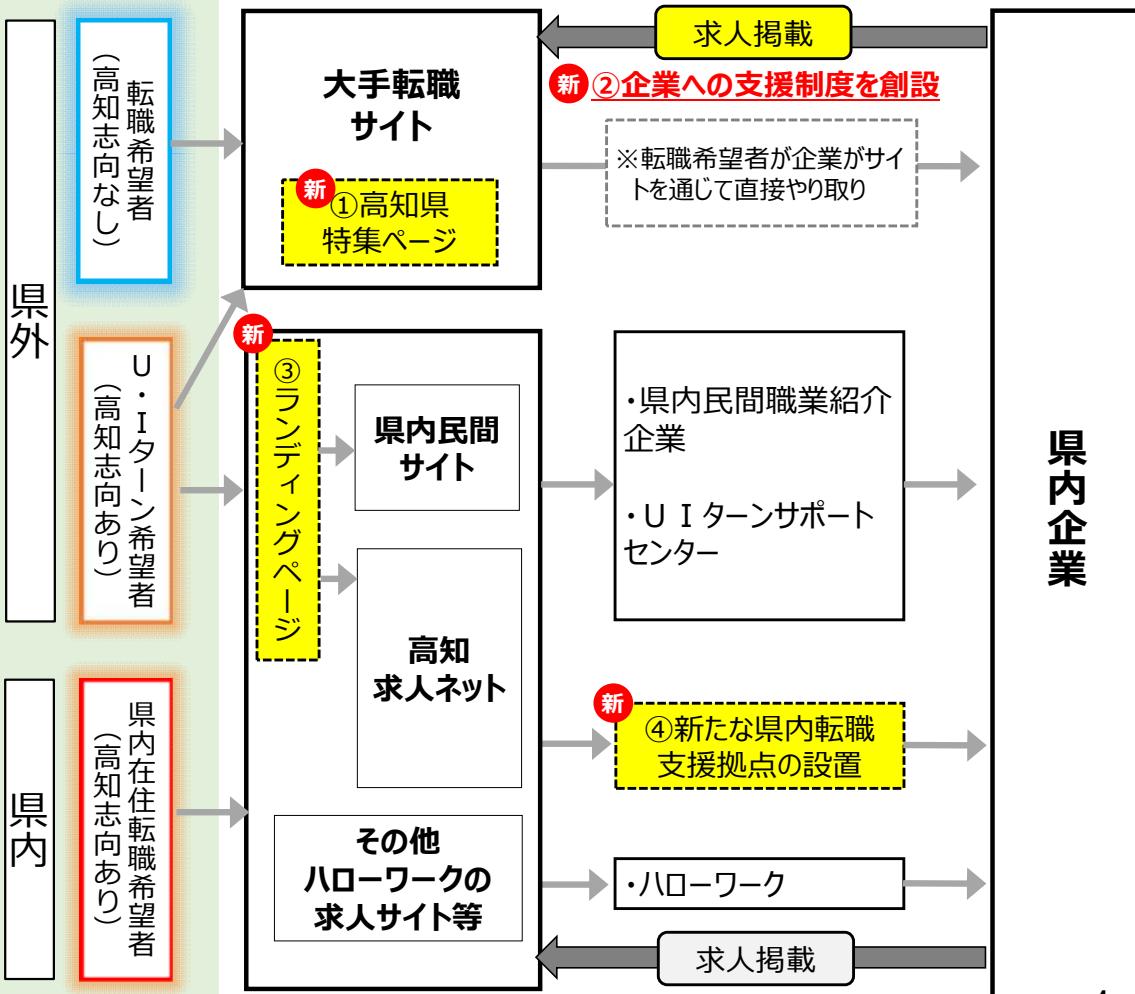 県外
転職希望者
(高知志向なし)
U・Iターン希望者
(高知志向あり)
県内
県内在住転職希望者
(高知志向あり)
大手転職
サイト
新
①高知県
特集ページ
求人掲載
新
②企業への支援制度を創設
※転職希望者が企業がサイ
トを通じて直接やり取り
新
③ランディングページ
県内民間
サイト
高知
求人ネット
その他
ハローワークの
求人サイト等
・県内民間職業紹介
企業
・UIターンサポート
センター
新
④新たな県内転職
支援拠点の設置
・ハローワーク
求人掲載
県内企業